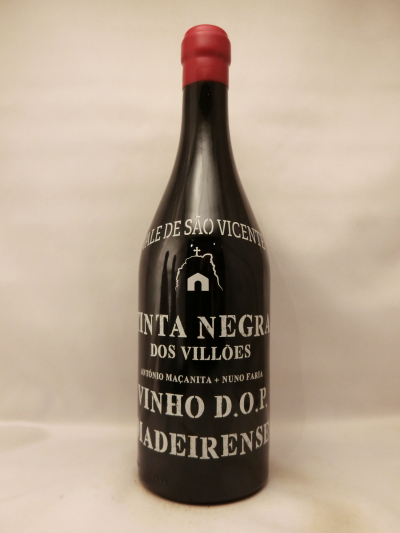 VALE DE SÃO VICENTE
TINTA NEGRA
DOS VILLÕES
ANTÓNIO MAÇANITA + NUNO FARIA
VINHO D.O.P.
MADEIRENSE